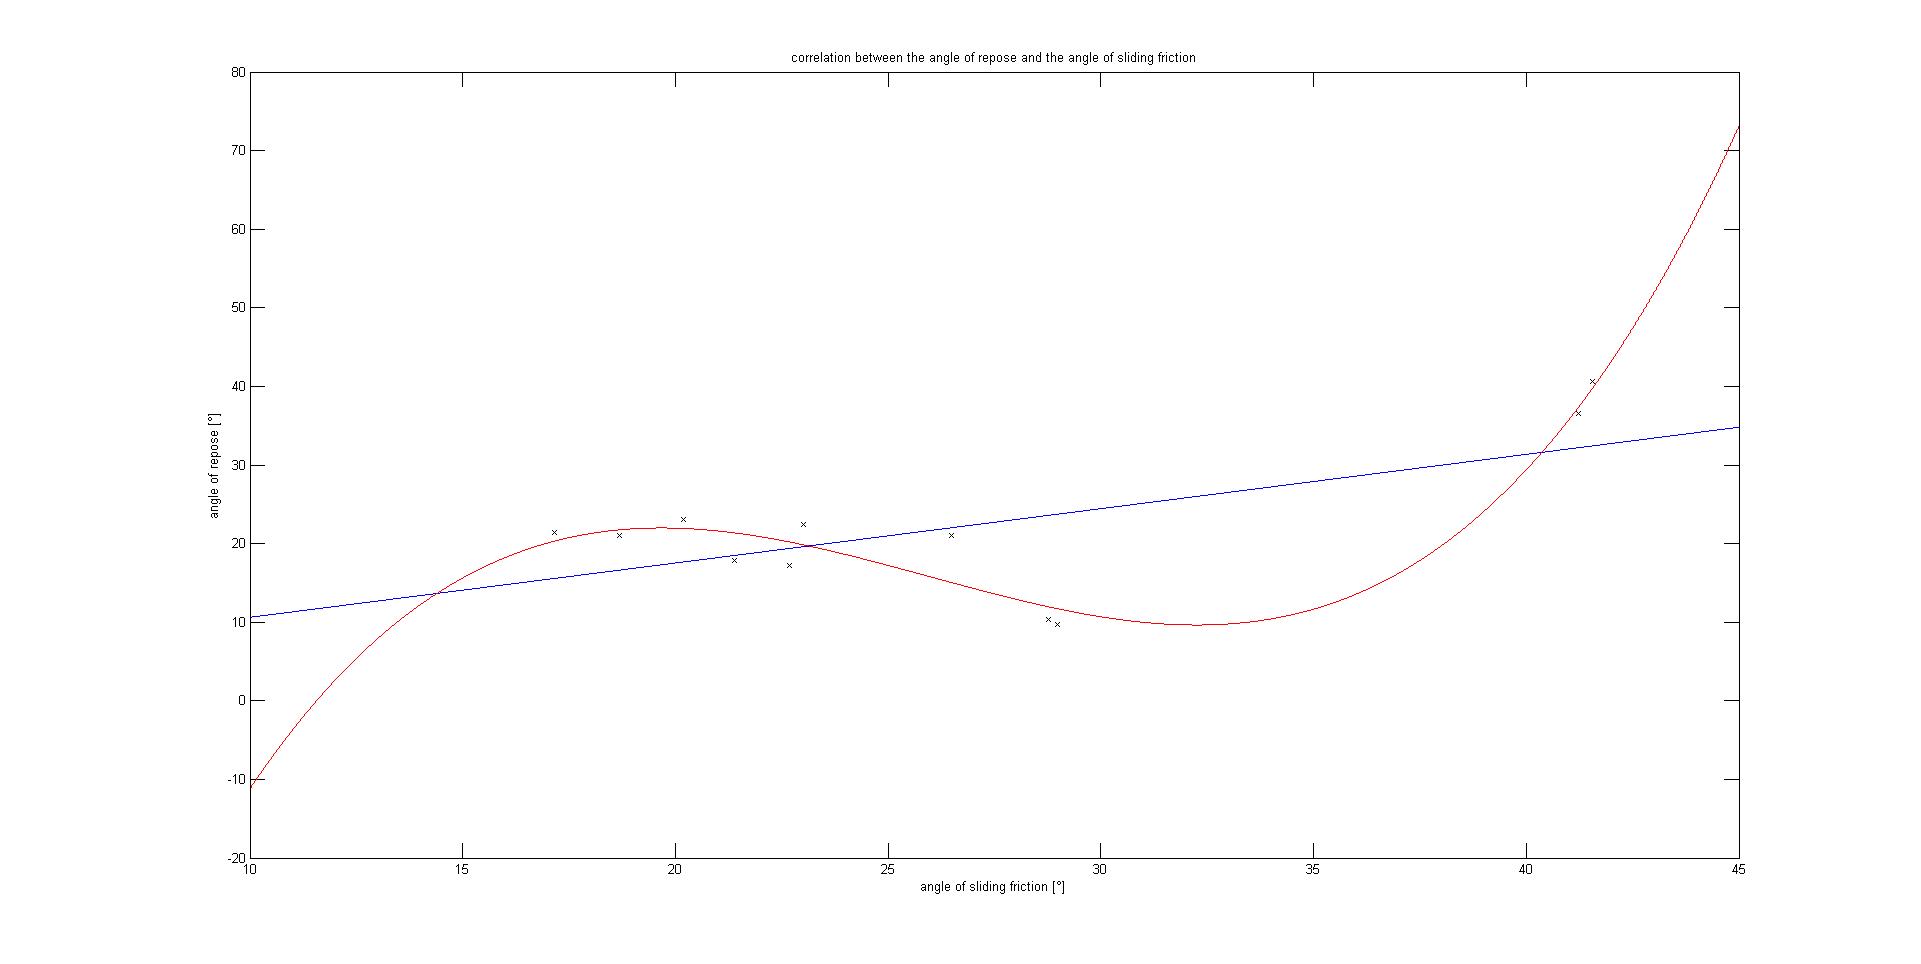 correlation between the angle of repose and the angle of sliding friction
80
70
60
50
40
30
20
10
0
-10
-20
angle of repose [°]
10 15 20 25 30 35 40 45
angle of sliding friction [°]